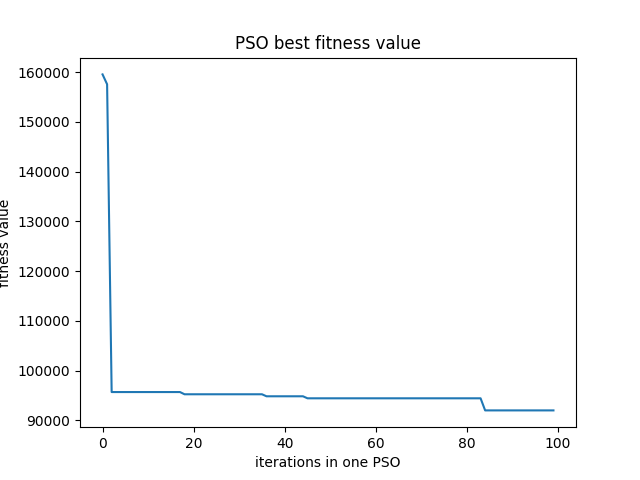 PSO best fitness value
160000
150000
140000
130000
120000
110000
100000
90000
fitness value
0 20 40 60 80 100
iterations in one PSO